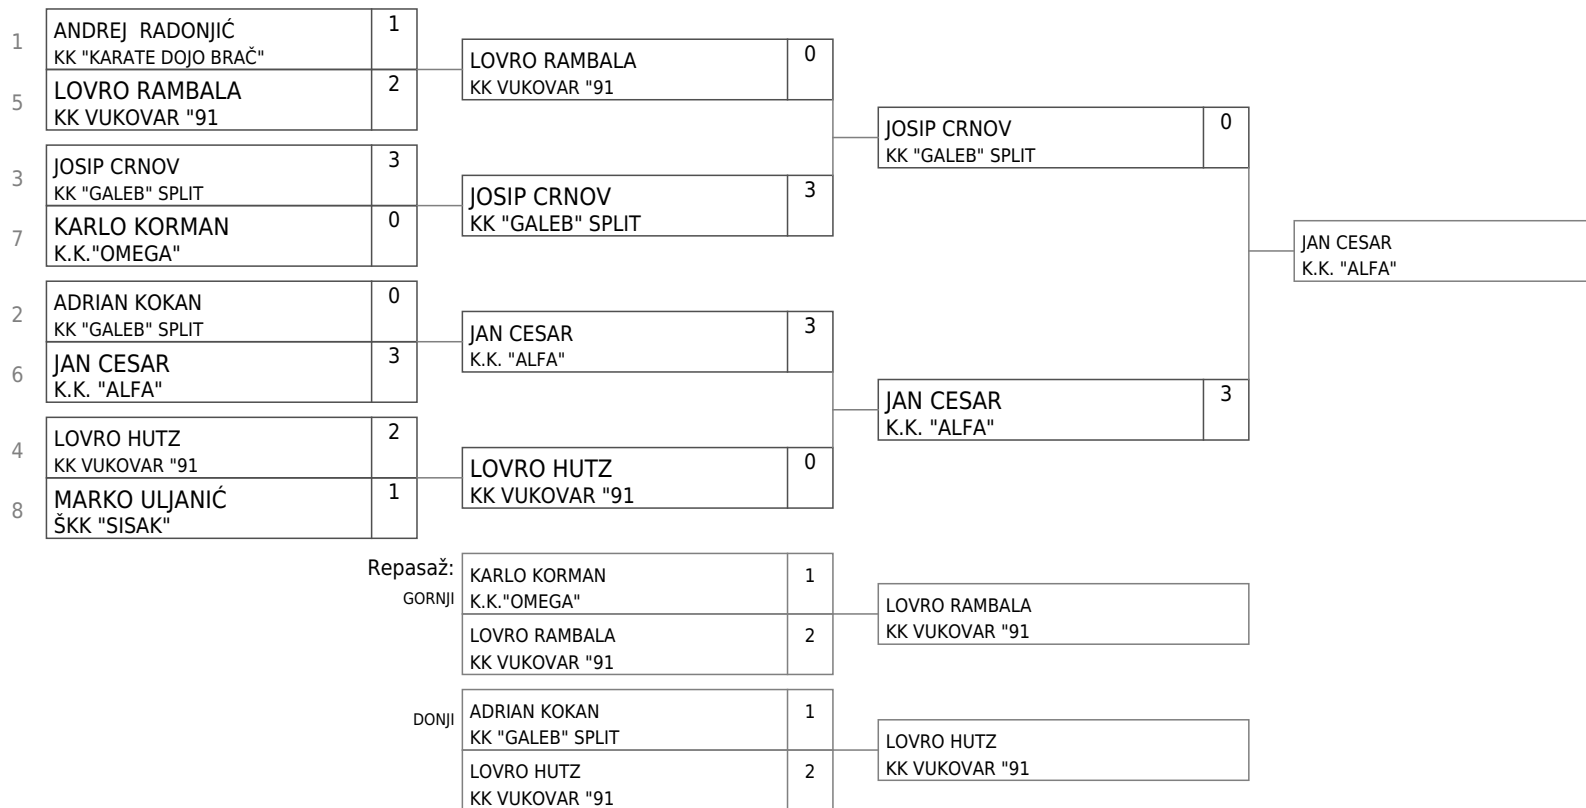 1
ANDREJ  RADONJIĆ
KK "KARATE DOJO BRAČ"
1
5
LOVRO RAMBALA
KK VUKOVAR "91
2
3
JOSIP CRNOV
KK "GALEB" SPLIT
3
7
KARLO KORMAN
K.K."OMEGA"
0
2
ADRIAN KOKAN
KK "GALEB" SPLIT
0
6
JAN CESAR
K.K. "ALFA"
3
4
LOVRO HUTZ
KK VUKOVAR "91
2
8
MARKO ULJANIĆ
ŠKK "SISAK"
1
LOVRO RAMBALA
KK VUKOVAR "91
0
JOSIP CRNOV
KK "GALEB" SPLIT
3
JAN CESAR
K.K. "ALFA"
3
LOVRO HUTZ
KK VUKOVAR "91
0
JOSIP CRNOV
KK "GALEB" SPLIT
0
JAN CESAR
K.K. "ALFA"
3
JAN CESAR
K.K. "ALFA"
Repasaž:
GORNJI
KARLO KORMAN
K.K."OMEGA"
1
LOVRO RAMBALA
KK VUKOVAR "91
2
LOVRO RAMBALA
KK VUKOVAR "91
DONJI
ADRIAN KOKAN
KK "GALEB" SPLIT
1
LOVRO HUTZ
KK VUKOVAR "91
2
LOVRO HUTZ
KK VUKOVAR "91